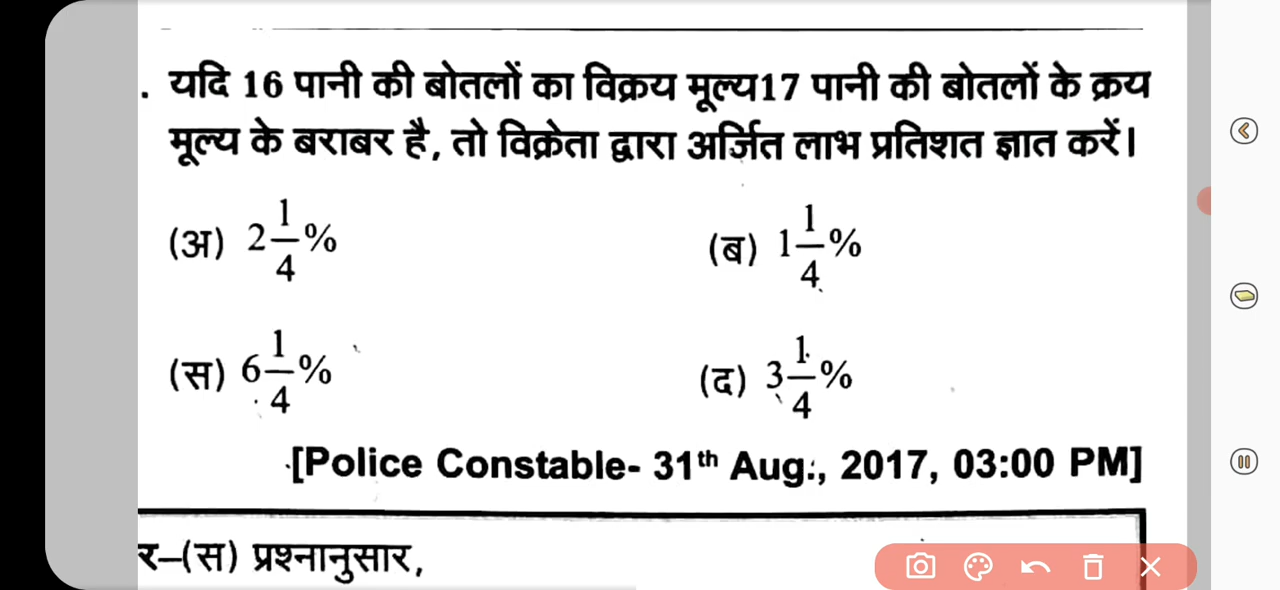 . यदि 16 पानी की बोतलों का विक्रय मूल्य17 पानी की बोतलों के क्रय
मूल्य के बराबर है, तो विक्रेता द्वारा अर्जित लाभ प्रतिशत ज्ञात करें।
(अ) 2 1/4 % (ब) 1 1/4 %
(स) 6 1/4 % (द) 3 1/4 %
[Police Constable- 31th Aug., 2017, 03:00 PM]
र–(स) प्रश्नानुसार,